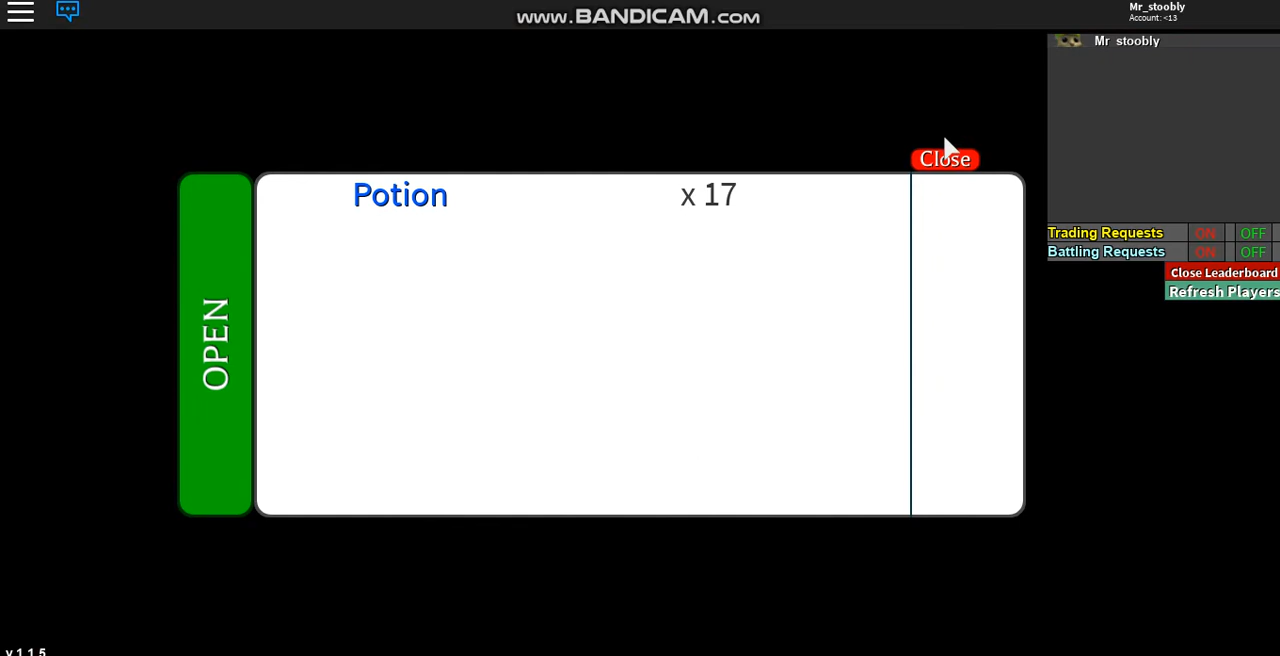 www.BANDICAM.com
Mr_stoobly
Account: <13
Mr stoobly
Close
Potion x 17
OPEN
Trading Requests ON OFF
Battling Requests ON OFF
Close Leaderboard
Refresh Players
v 1.1.5